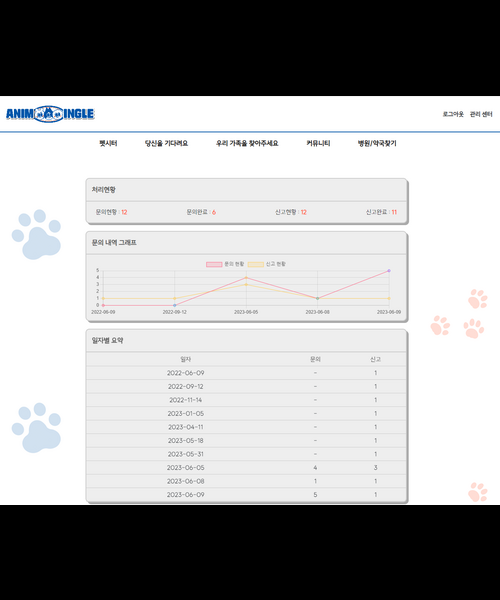 ANIM INGLE
로그아웃 관리 센터
펫시터 당신을 기다려요 우리 가족을 찾아주세요 커뮤니티 병원/약국찾기
처리현황
문의현황 : 12 문의완료 : 6 신고현황 : 12 신고완료 : 11
문의 내역 그래프
문의 현황 신고 현황
5
4
3
2
1
0
2022-06-09 2022-09-12 2023-06-05 2023-06-08 2023-06-09
일자별 요약
일자 문의 신고
2022-06-09 - 1
2022-09-12 - 1
2022-11-14 - 1
2023-01-05 - 1
2023-04-11 - 1
2023-05-18 - 1
2023-05-31 - 1
2023-06-05 4 3
2023-06-08 1 1
2023-06-09 5 1